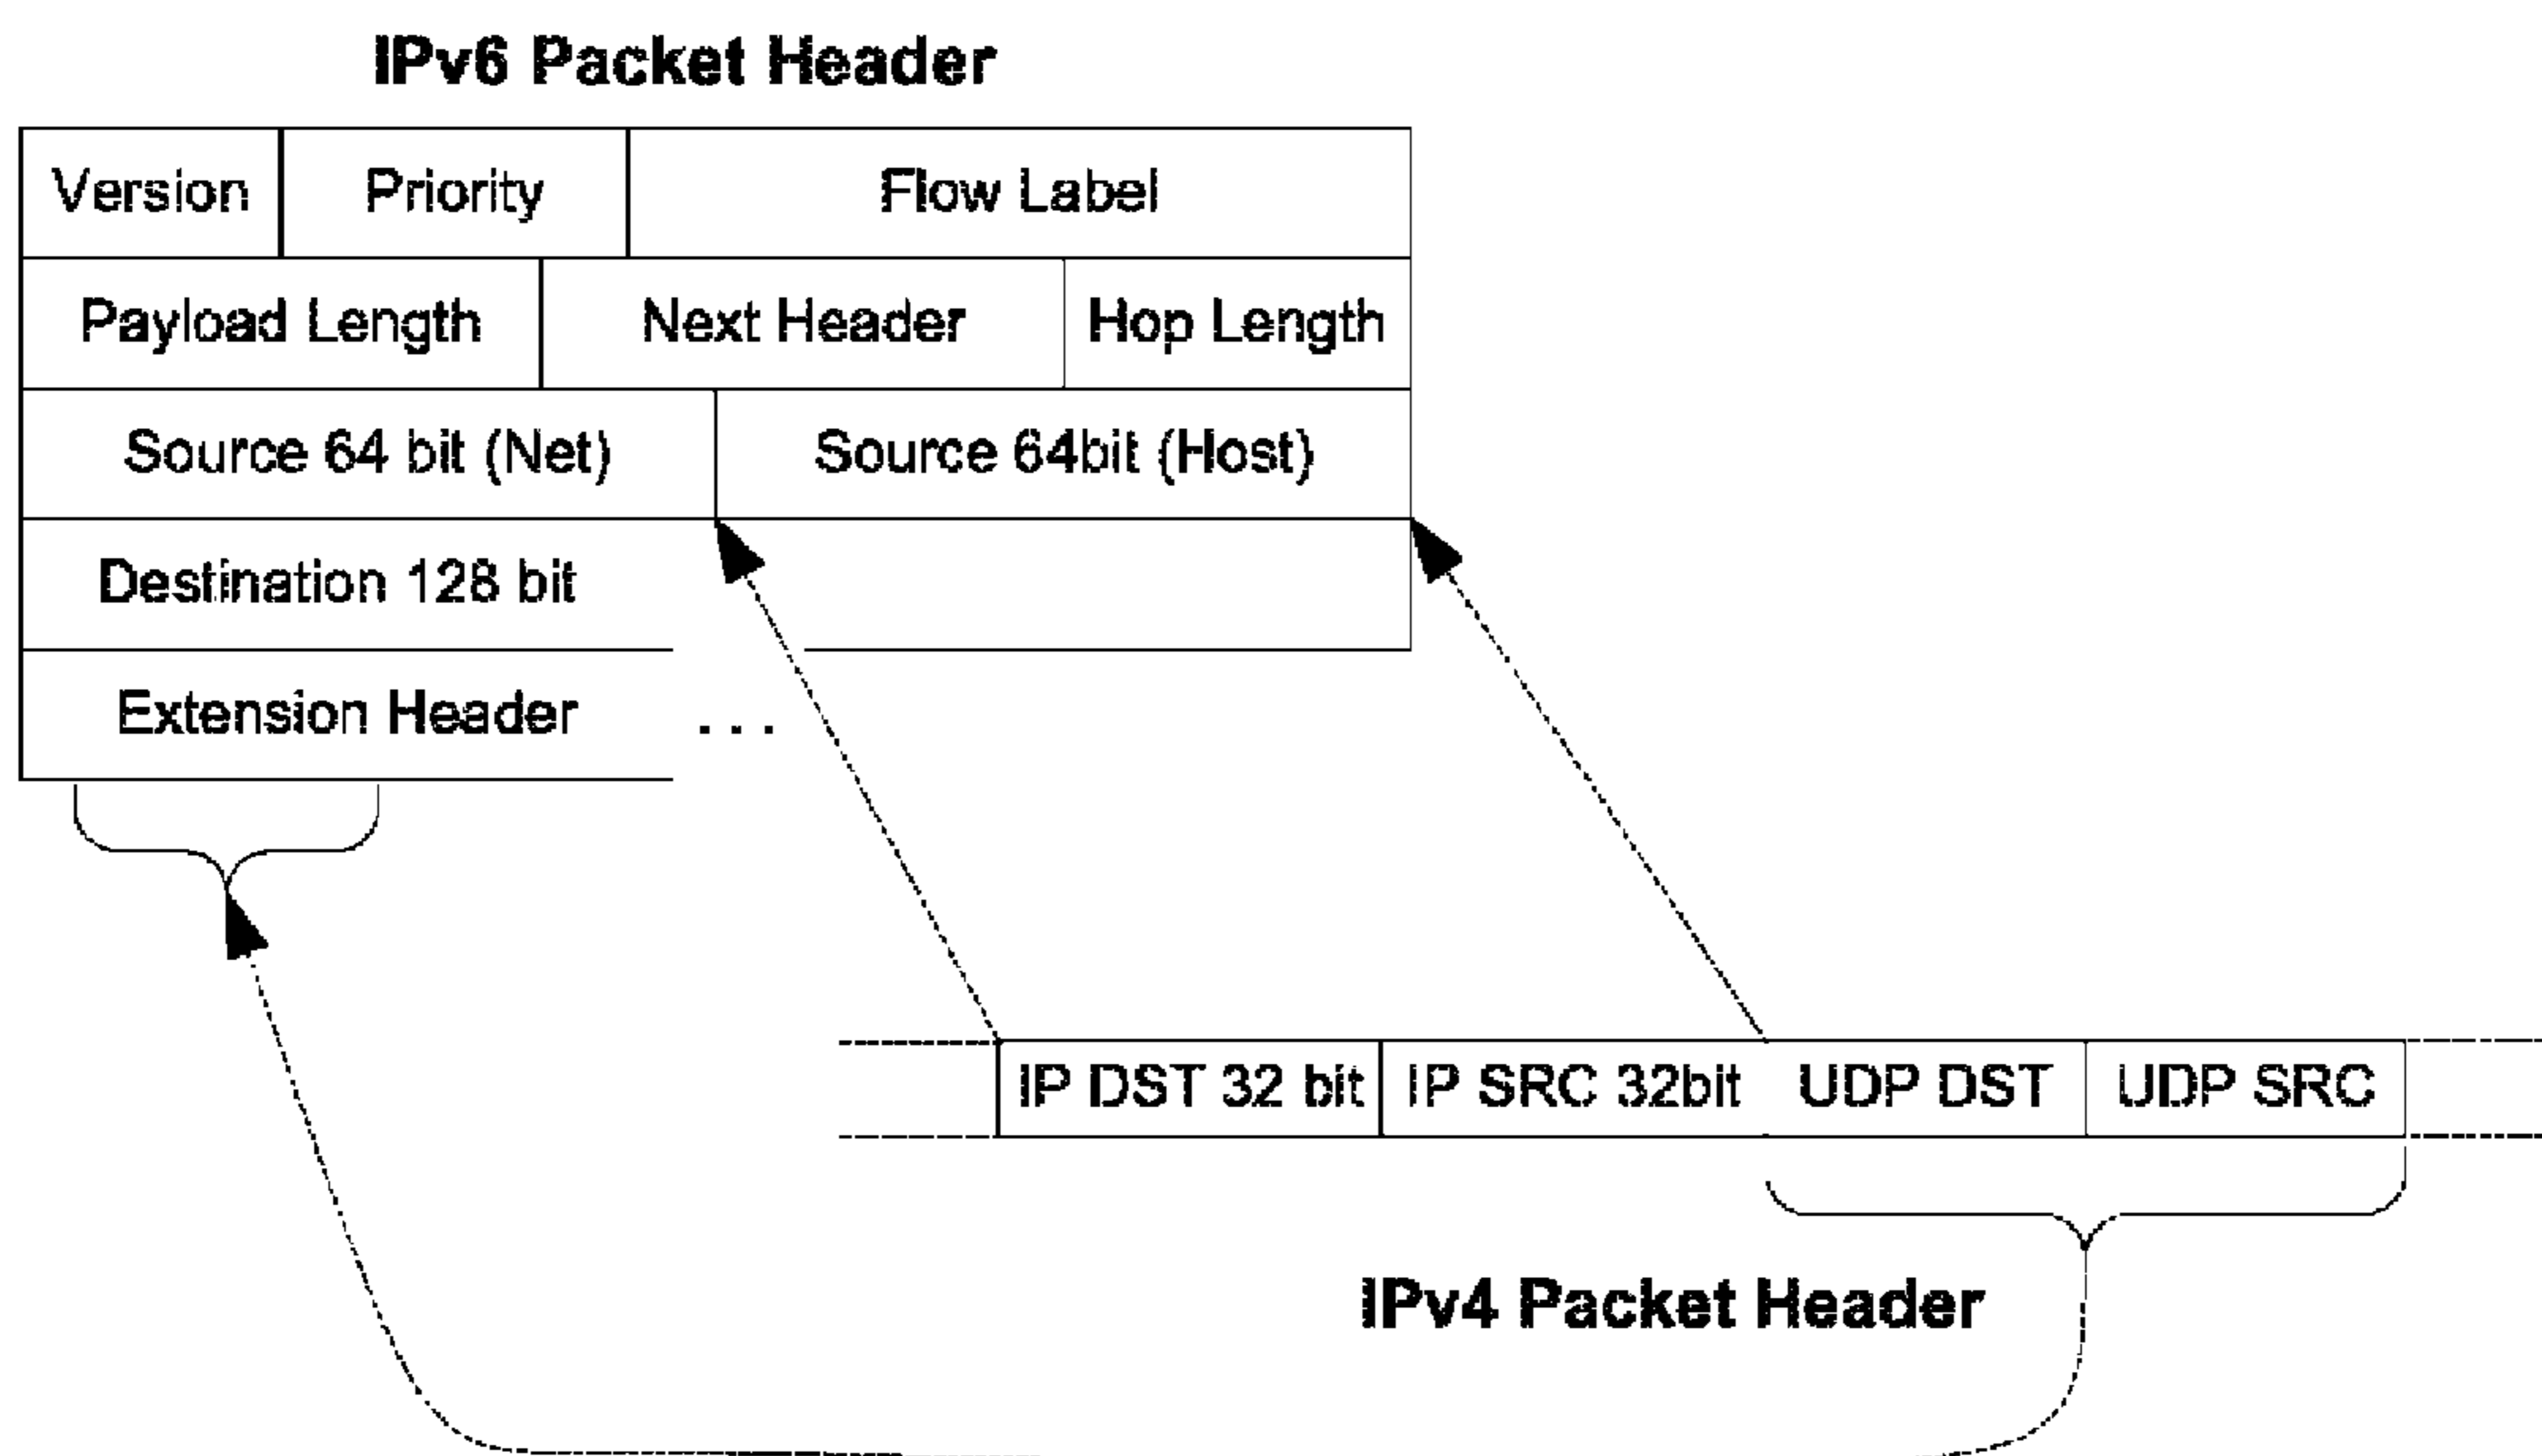 IPv6 Packet Header
Version Priority Flow Label
Payload Length Next Header Hop Length
Source 64 bit (Net) Source 64bit (Host)
Destination 128 bit
Extension Header ...
IP DST 32 bit IP SRC 32bit UDP DST UDP SRC
IPv4 Packet Header